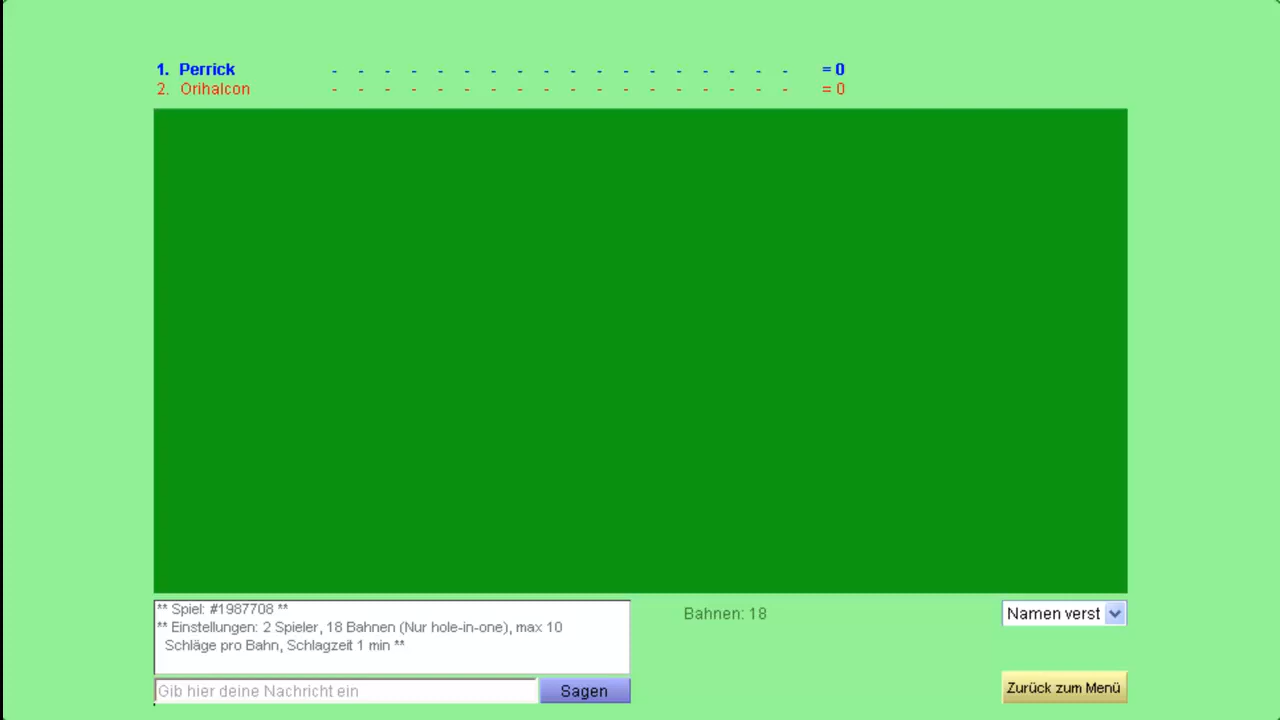 1. Perrick - - - - - - - - - - - - - - - - - - = 0
2. Orihalcon - - - - - - - - - - - - - - - - - - = 0
** Spiel: #1987708 **
** Einstellungen: 2 Spieler, 18 Bahnen (Nur hole-in-one), max 10
Schläge pro Bahn, Schlagzeit 1 min **
Bahnen: 18
Namen verst
Gib hier deine Nachricht ein
Sagen
Zurück zum Menü